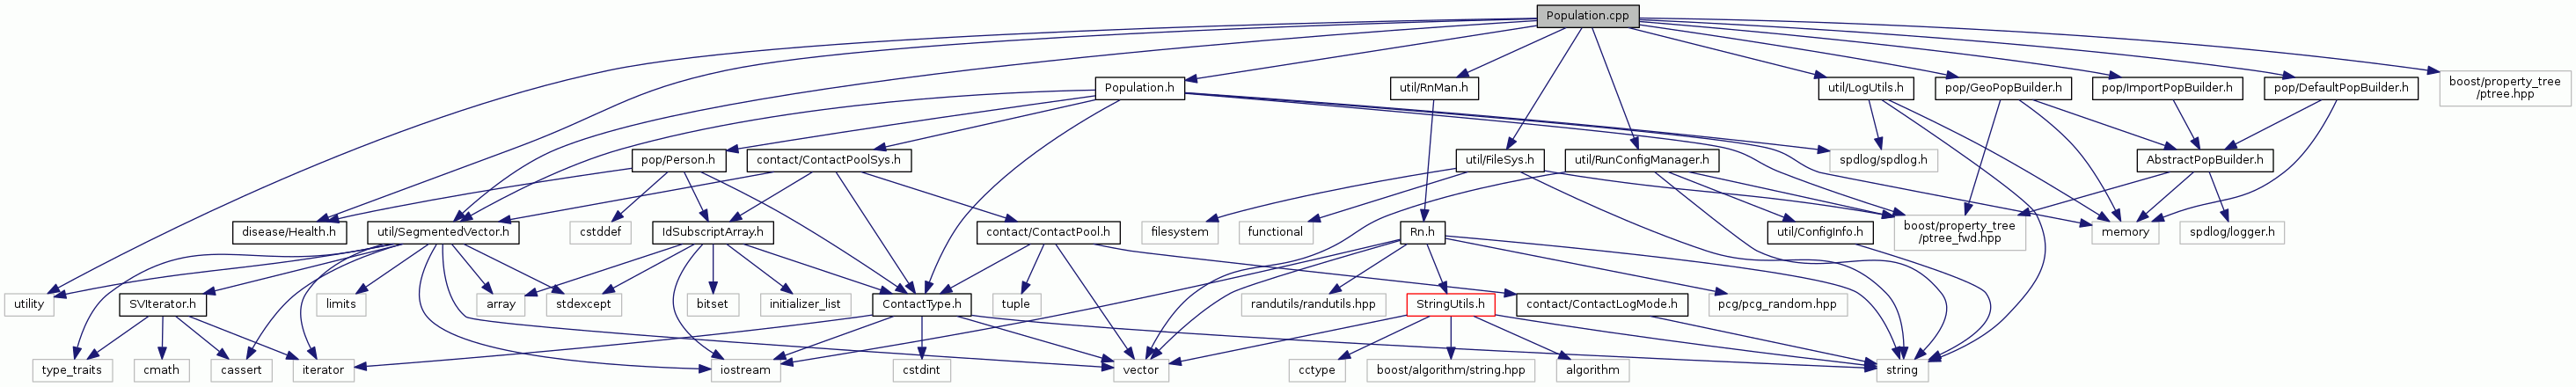 Population.cpp
Population.h
util/RnMan.h
util/LogUtils.h
pop/GeoPopBuilder.h
pop/ImportPopBuilder.h
pop/DefaultPopBuilder.h
boost/property_tree
/ptree.hpp
pop/Person.h
contact/ContactPoolSys.h
util/FileSys.h
util/RunConfigManager.h
spdlog/spdlog.h
AbstractPopBuilder.h
disease/Health.h
util/SegmentedVector.h
cstddef
IdSubscriptArray.h
contact/ContactPool.h
filesystem
functional
Rn.h
util/ConfigInfo.h
boost/property_tree
/ptree_fwd.hpp
memory
spdlog/logger.h
utility
SVIterator.h
limits
array
stdexcept
bitset
initializer_list
ContactType.h
tuple
randutils/randutils.hpp
StringUtils.h
contact/ContactLogMode.h
pcg/pcg_random.hpp
type_traits
cmath
cassert
iterator
iostream
cstdint
vector
cctype
boost/algorithm/string.hpp
algorithm
string